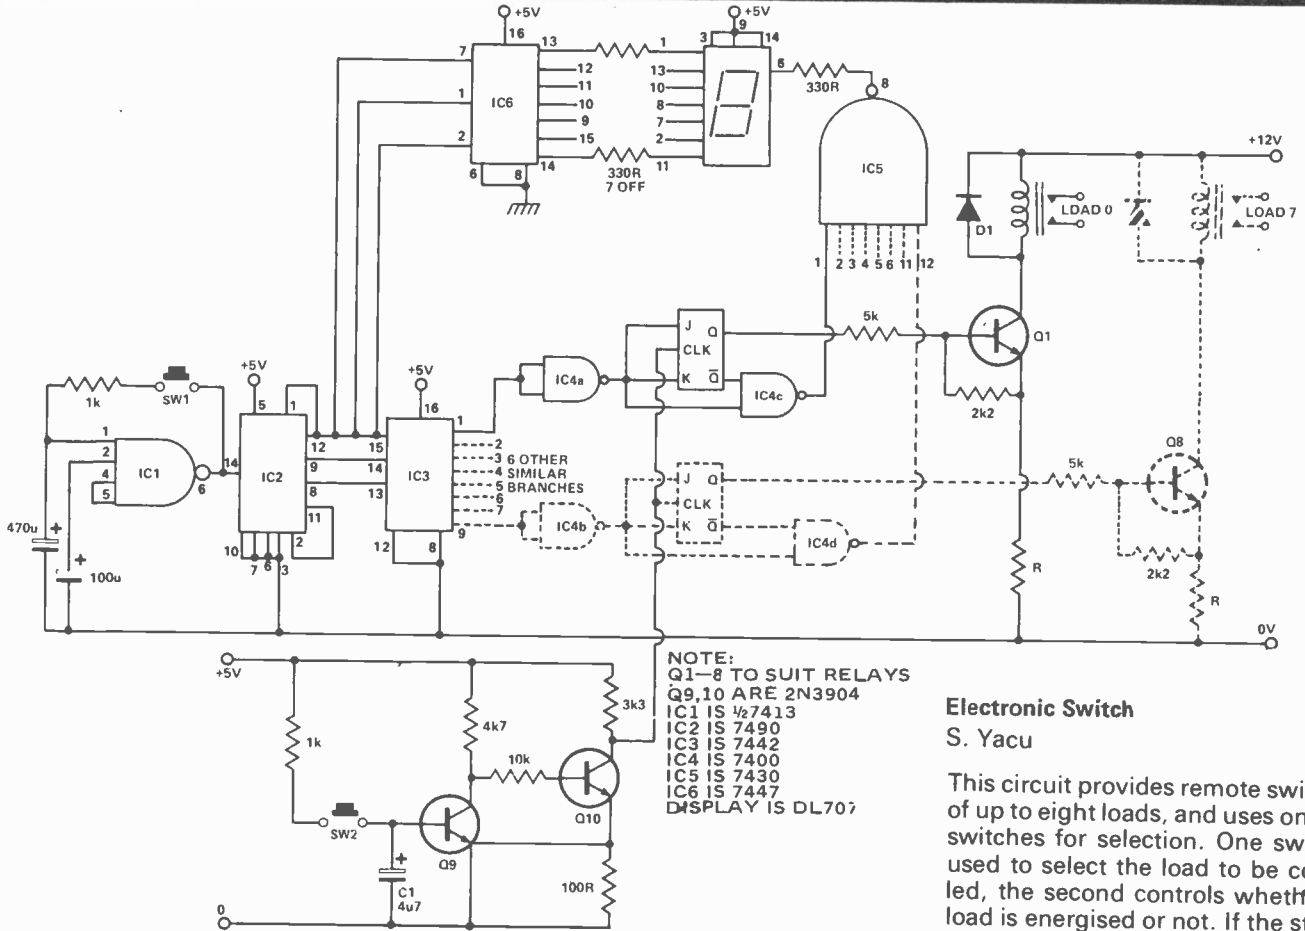 +5V
+5V
16
13
1
3
9
14
7
12
13
6
330R
8
11
10
1
IC6
10
8
9
7
2
15
2
14
330R
7 OFF
11
6
8
IC5
+12V
D1
LOAD 0
LOAD 7
1
2
3
4
5
6
11
12
5k
J
Q
CLK
K
Q̅
Q1
1k
SW1
+5V
+5V
5
1
16
1
IC4a
IC4c
2k2
1
2
4
5
IC1
6
14
IC2
12
9
8
11
15
14
13
IC3
2
3
4
5
6
7
9
6 OTHER
SIMILAR
BRANCHES
J
Q
CLK
K
Q̅
5k
Q8
470u
+
+
100u
10
7
6
3
2
12
8
IC4b
IC4d
2k2
R
R
0V
+5V
1k
4k7
3k3
10k
SW2
Q9
Q10
+
C1
4u7
100R
0
NOTE:
Q1–8 TO SUIT RELAYS
Q9,10 ARE 2N3904
IC1 IS ½7413
IC2 IS 7490
IC3 IS 7442
IC4 IS 7400
IC5 IS 7430
IC6 IS 7447
DISPLAY IS DL707
Electronic Switch
S. Yacu
This circuit provides remote swi
of up to eight loads, and uses on
switches for selection. One sw
used to select the load to be co
led, the second controls wheth
load is energised or not. If the st